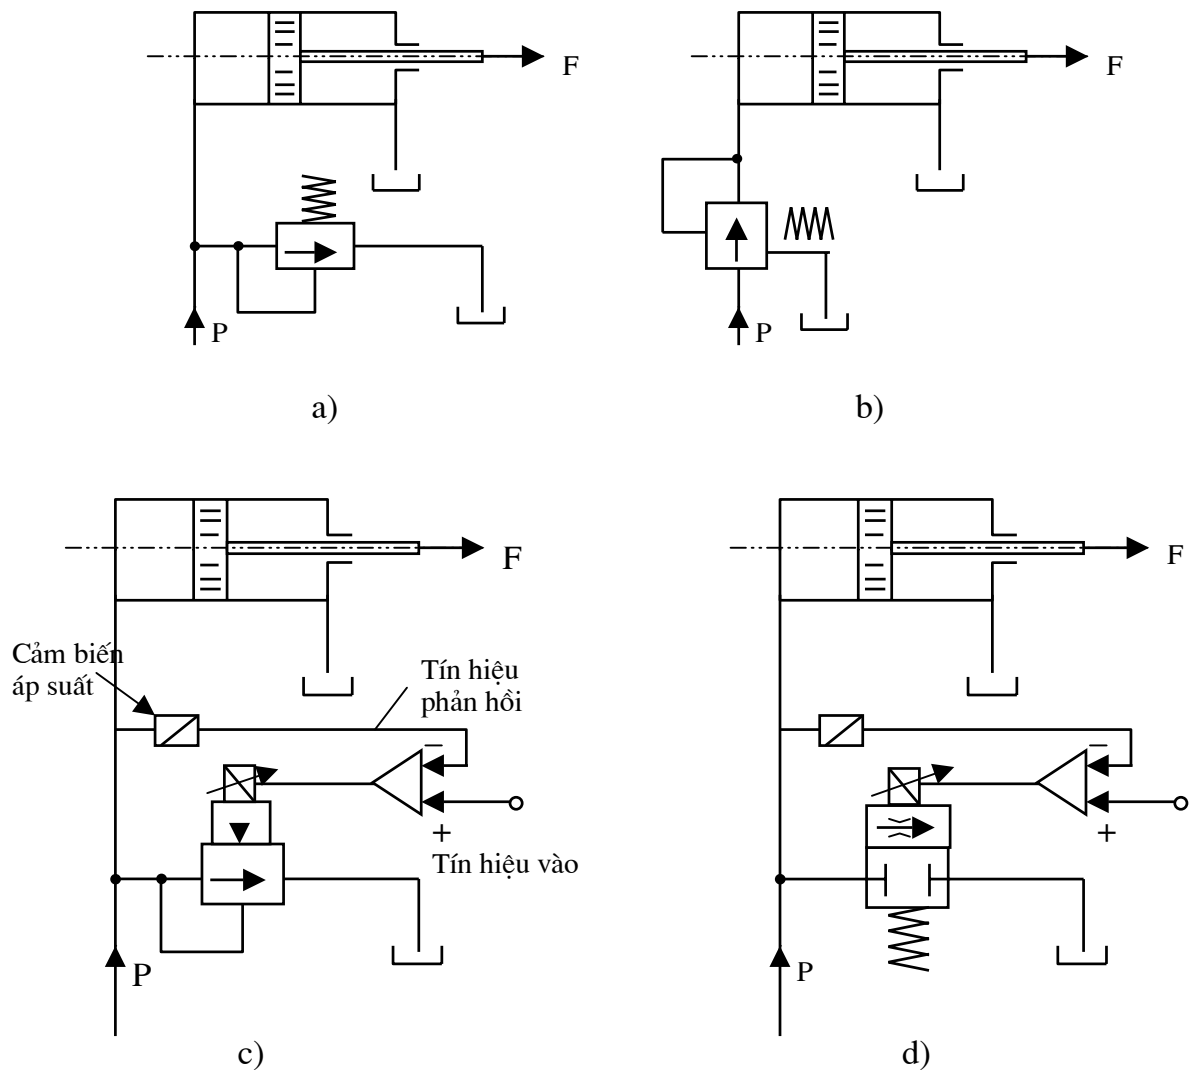 F
F
P
P
a)
b)
F
F
Cảm biến
áp suất
Tín hiệu
phản hồi
−
−
+
+
Tín hiệu vào
P
P
c)
d)